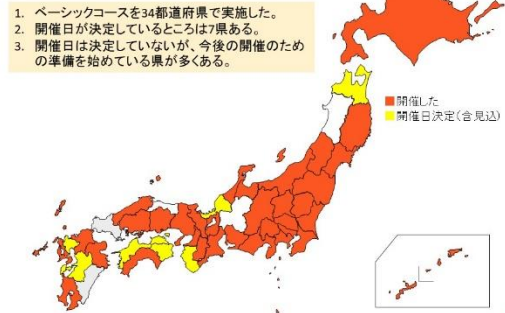 1. ベーシックコースを34都道府県で実施した。
2. 開催日が決定しているところは7県ある。
3. 開催日は決定していないが、今後の開催のため
の準備を始めている県が多くある。
開催した
開催日決定(含見込)